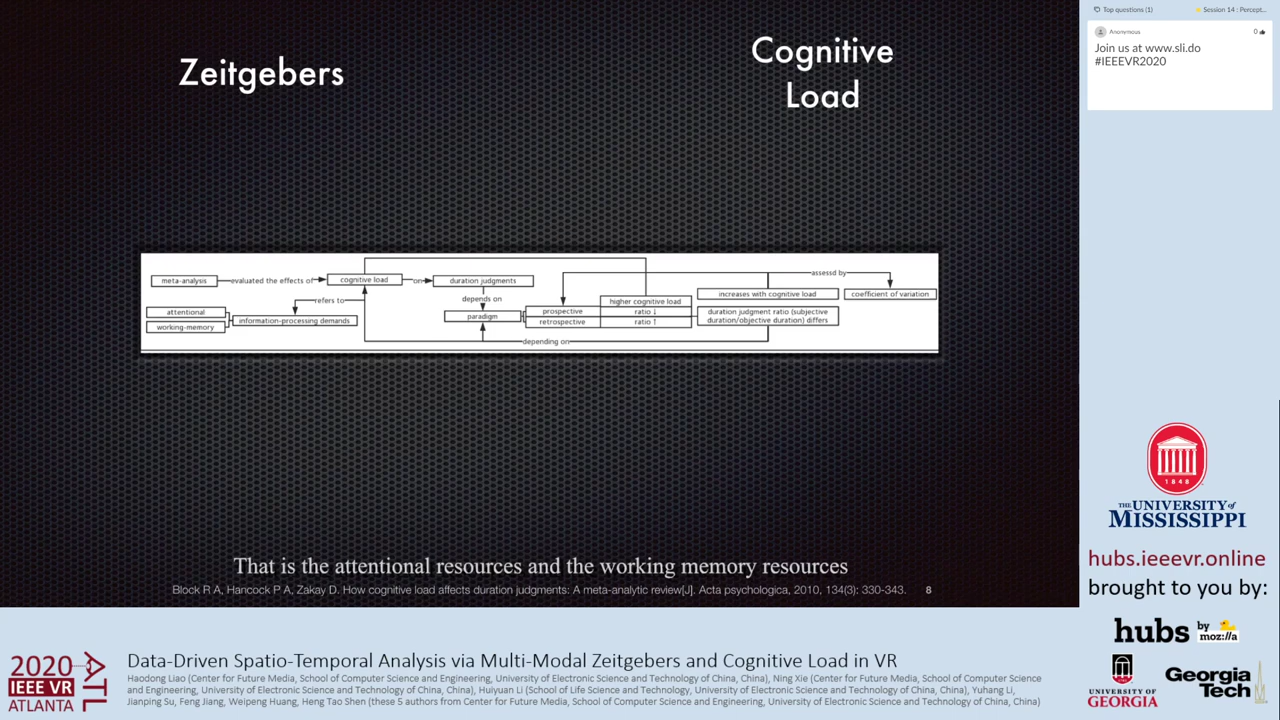 Zeitgebers
Cognitive
Load
meta-analysis
evaluated the effects of
cognitive load
on
duration judgments
refers to
depends on
attentional
working-memory
information-processing demands
paradigm
prospective
retrospective
higher cognitive load
ratio ↓
ratio ↑
assessd by
increases with cognitive load
coefficient of variation
duration judgment ratio (subjective
duration/objective duration) differs
depending on
That is the attentional resources and the working memory resources
Block R A, Hancock P A, Zakay D. How cognitive load affects duration judgments: A meta-analytic review[J]. Acta psychologica, 2010, 134(3): 330-343. 8
Top questions (1)
Session 14 : Percept...
Anonymous
0
Join us at www.sli.do
#IEEEVR2020
1848
THE UNIVERSITY of
MISSISSIPPI
hubs.ieeevr.online
brought to you by:
hubs by moz://a
UNIVERSITY OF
GEORGIA
Georgia
Tech
2020
IEEE VR
ATLANTA
ATL
Data-Driven Spatio-Temporal Analysis via Multi-Modal Zeitgebers and Cognitive Load in VR
Haodong Liao (Center for Future Media, School of Computer Science and Engineering, University of Electronic Science and Technology of China, China), Ning Xie (Center for Future Media, School of Computer Science
and Engineering, University of Electronic Science and Technology of China, China), Huiyuan Li (School of Life Science and Technology, University of Electronic Science and Technology of China, China), Yuhang Li,
Jianping Su, Feng Jiang, Weipeng Huang, Heng Tao Shen (these 5 authors from Center for Future Media, School of Computer Science and Engineering, University of Electronic Science and Technology of China, China)